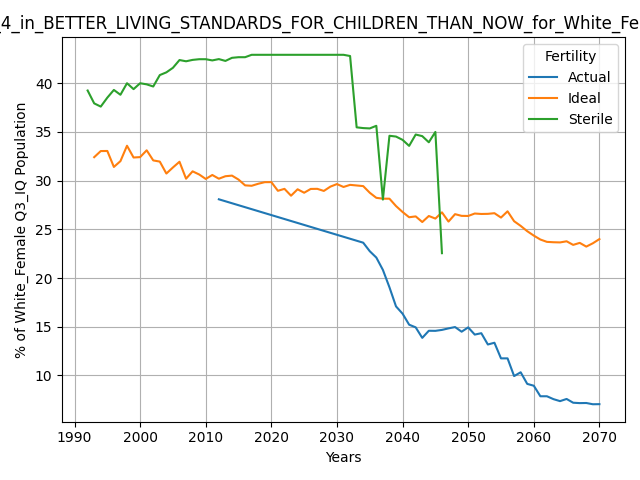 _4_in_BETTER_LIVING_STANDARDS_FOR_CHILDREN_THAN_NOW_for_White_Fe
Fertility
Actual
Ideal
Sterile
% of White_Female Q3_IQ Population
40
35
30
25
20
15
10
1990 2000 2010 2020 2030 2040 2050 2060 2070
Years